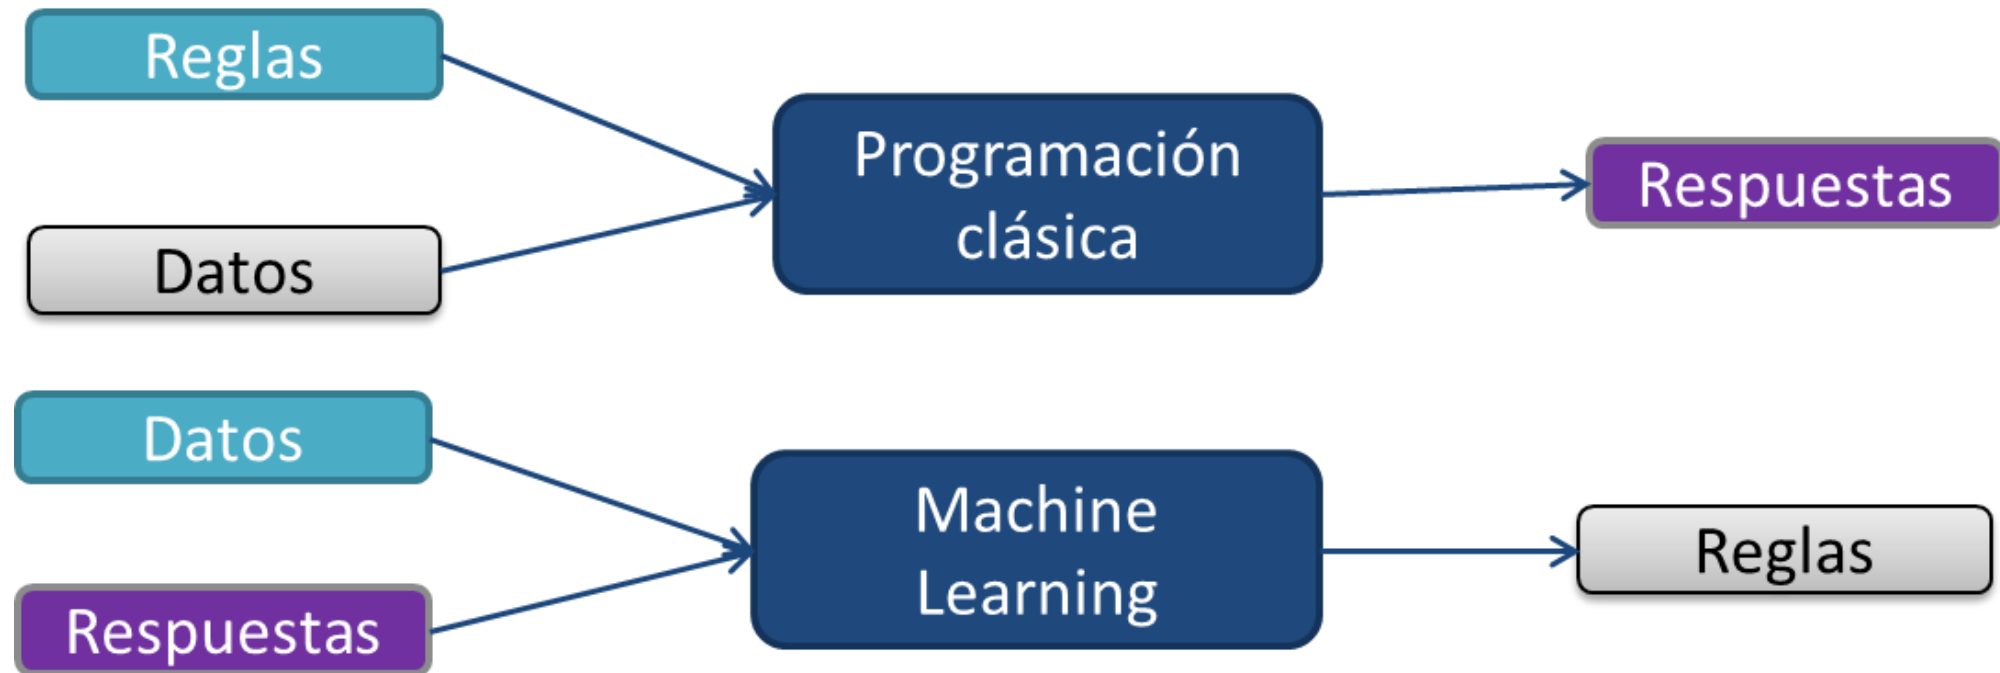 Reglas
Datos
Programación
clásica
Respuestas
Datos
Respuestas
Machine
Learning
Reglas